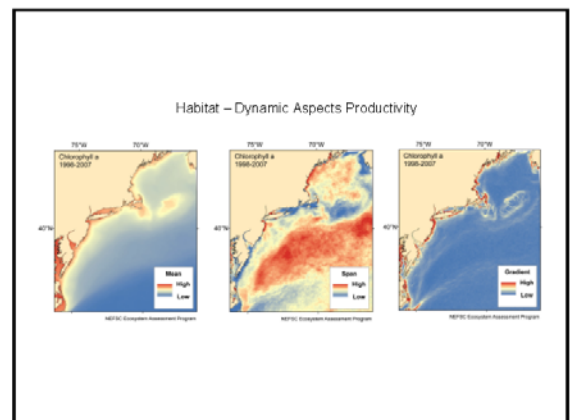 Habitat – Dynamic Aspects Productivity
75°W 70°W
Chlorophyll a
1998-2007
40°N
Mean
High
Low
NEFSC Ecosystem Assessment Program
75°W 70°W
Chlorophyll a
1998-2007
40°N
Span
High
Low
NEFSC Ecosystem Assessment Program
75°W 70°W
Chlorophyll a
1998-2007
40°N
Gradient
High
Low
NEFSC Ecosystem Assessment Program